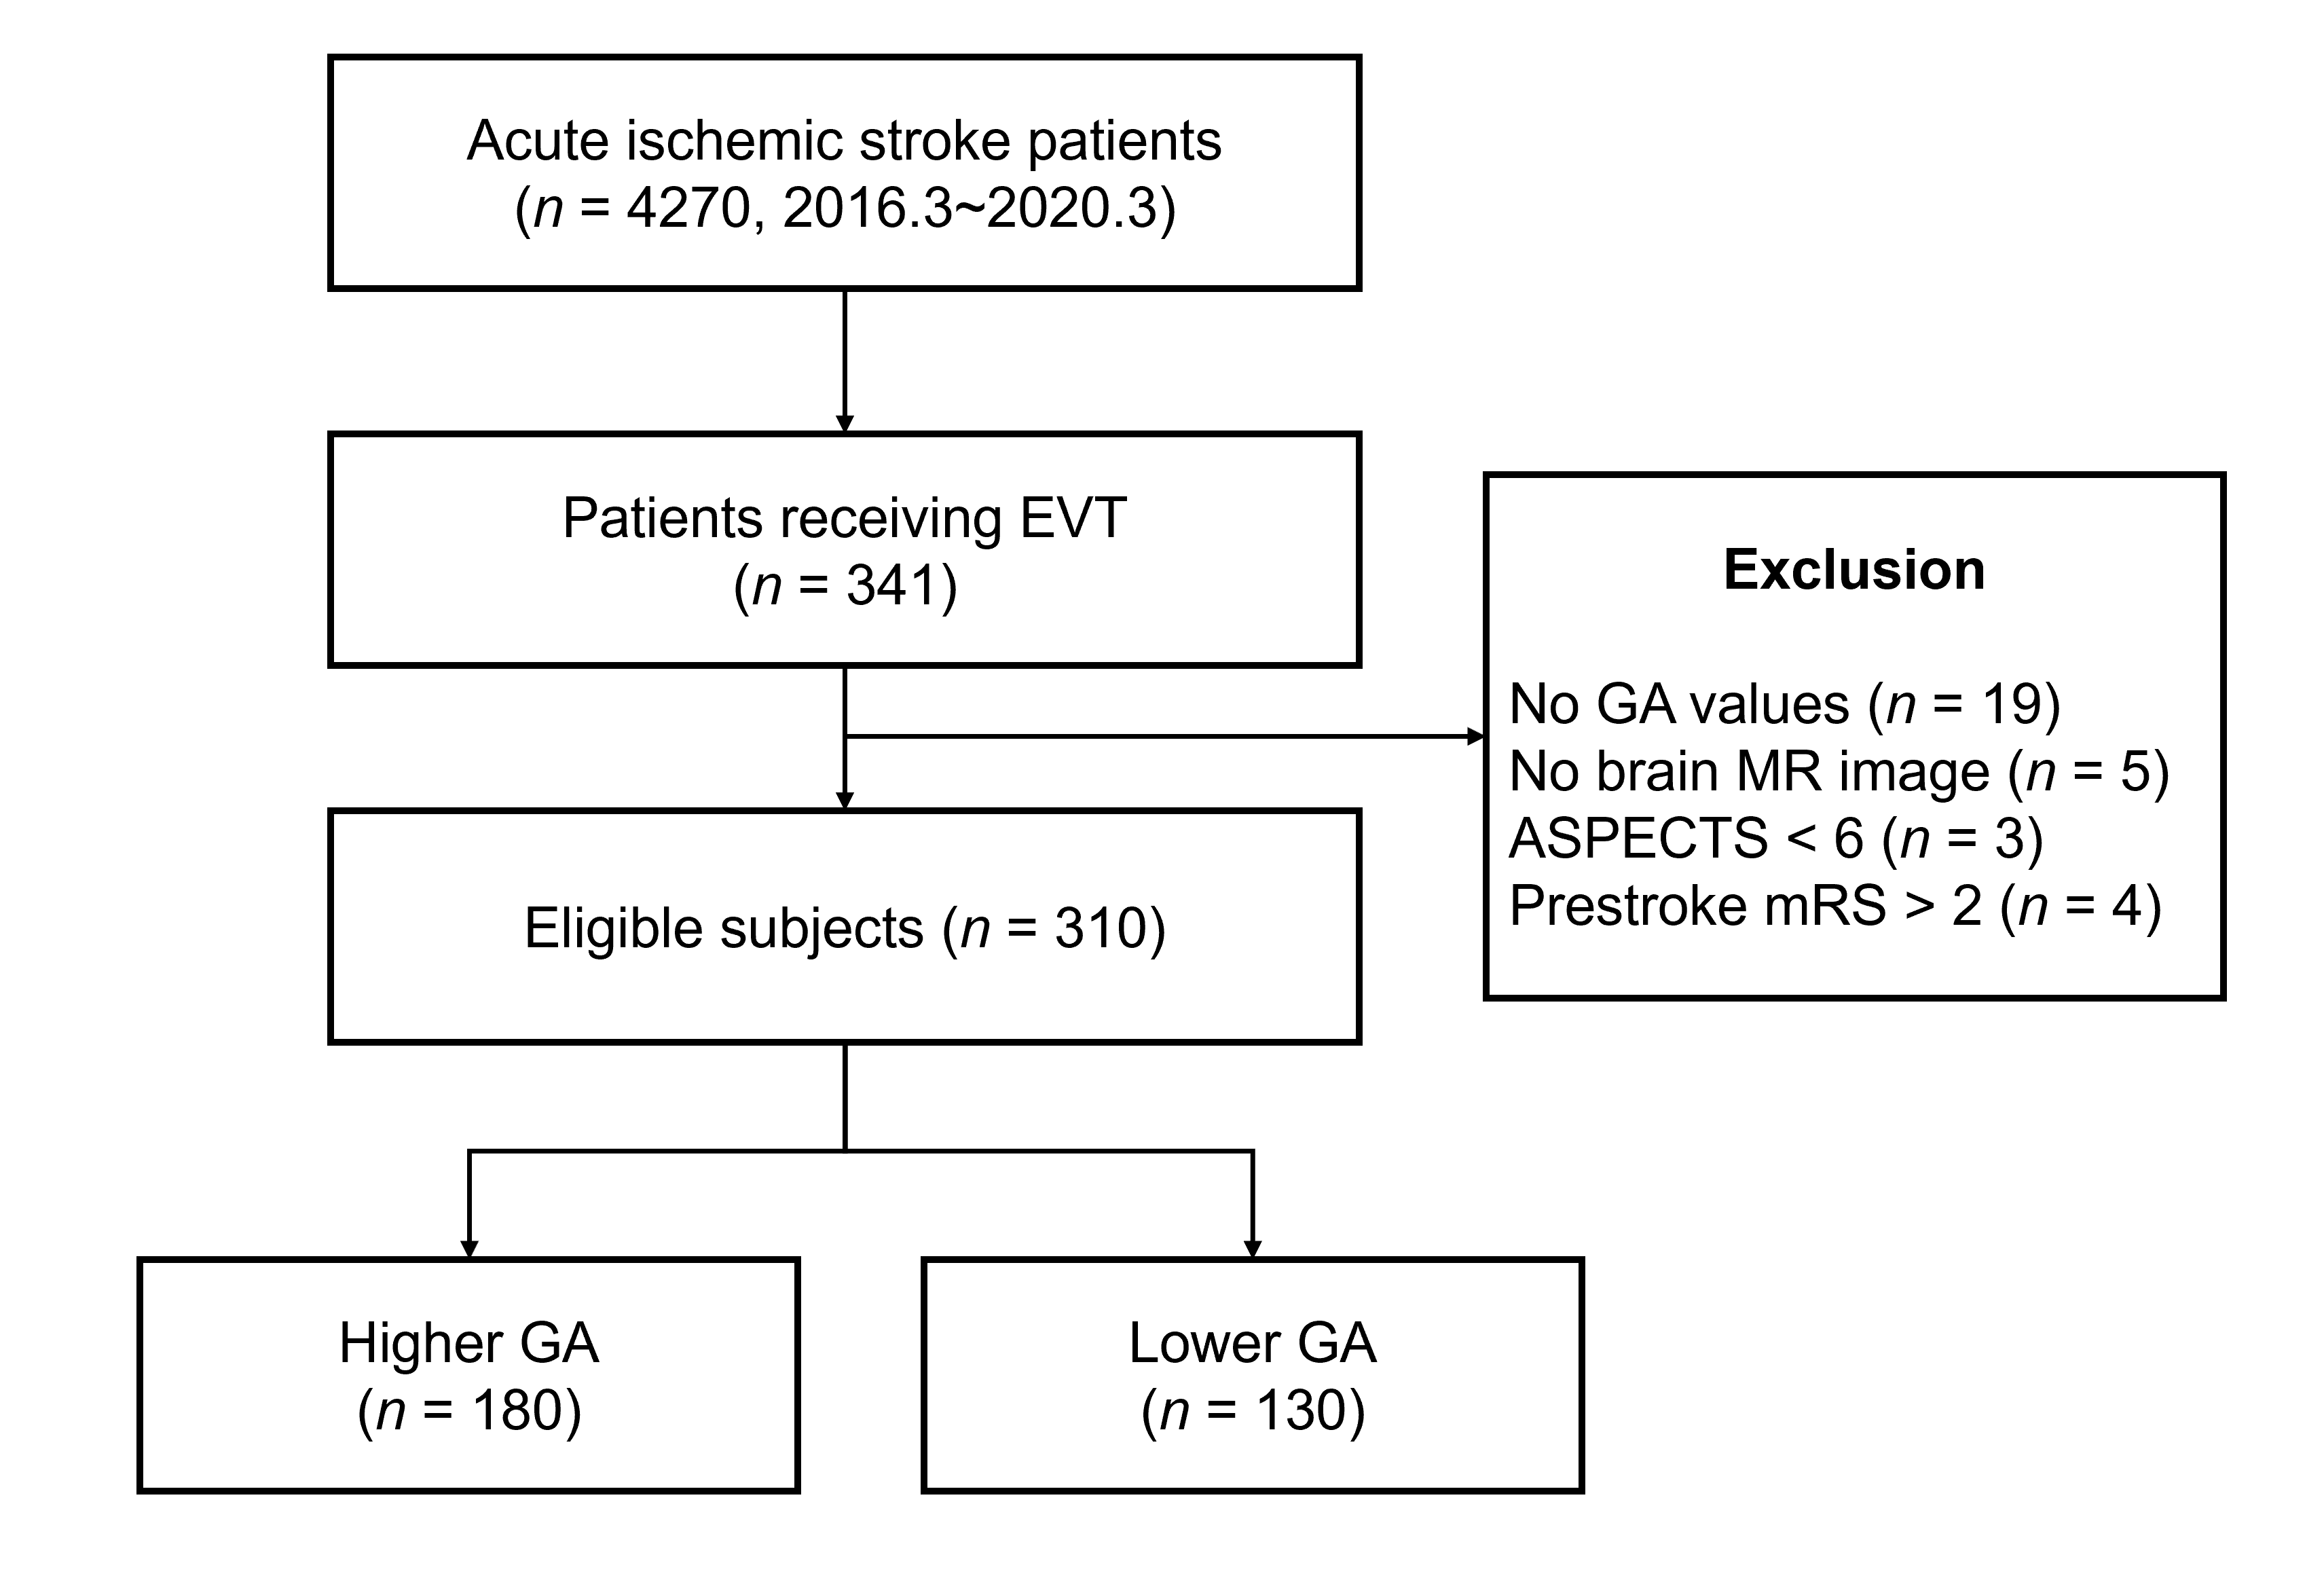 Acute ischemic stroke patients
(n = 4270, 2016.3~2020.3)
Patients receiving EVT
(n = 341)
Exclusion
No GA values (n = 19)
No brain MR image (n = 5)
ASPECTS < 6 (n = 3)
Prestroke mRS > 2 (n = 4)
Eligible subjects (n = 310)
Higher GA
(n = 180)
Lower GA
(n = 130)